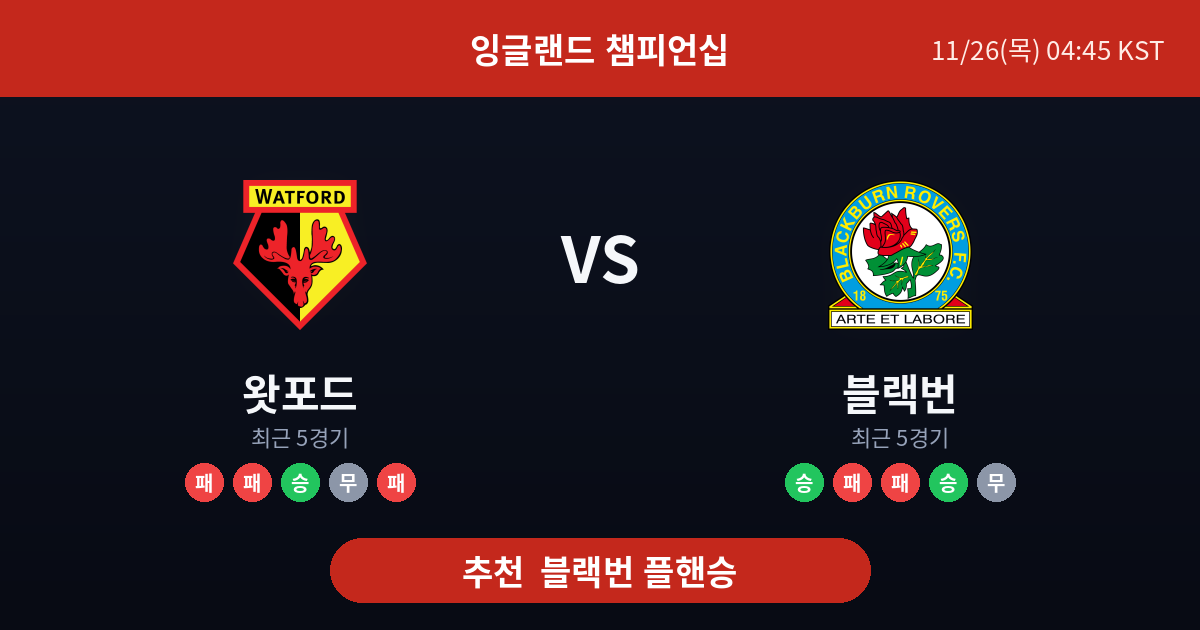 잉글랜드 챔피언십
11/26(목) 04:45 KST
WATFORD
VS
BLACKBURN ROVERS F.C.
18 75
ARTE ET LABORE
왓포드
블랙번
최근 5경기
최근 5경기
패 패 승 무 패
승 패 패 승 무
추천 블랙번 플핸승